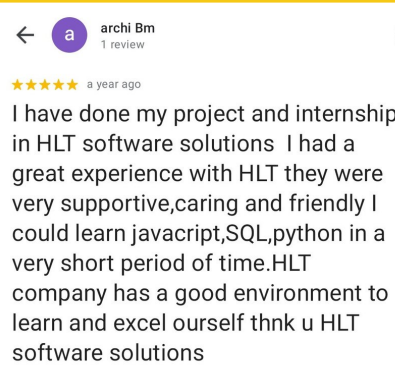 archi Bm
a
1 review
a year ago
I have done my project and internship
in HLT software solutions I had a
great experience with HLT they were
very supportive,caring and friendly I
could learn javacript,SQL,python in a
very short period of time.HLT
company has a good environment to
learn and excel ourself thnk u HLT
software solutions